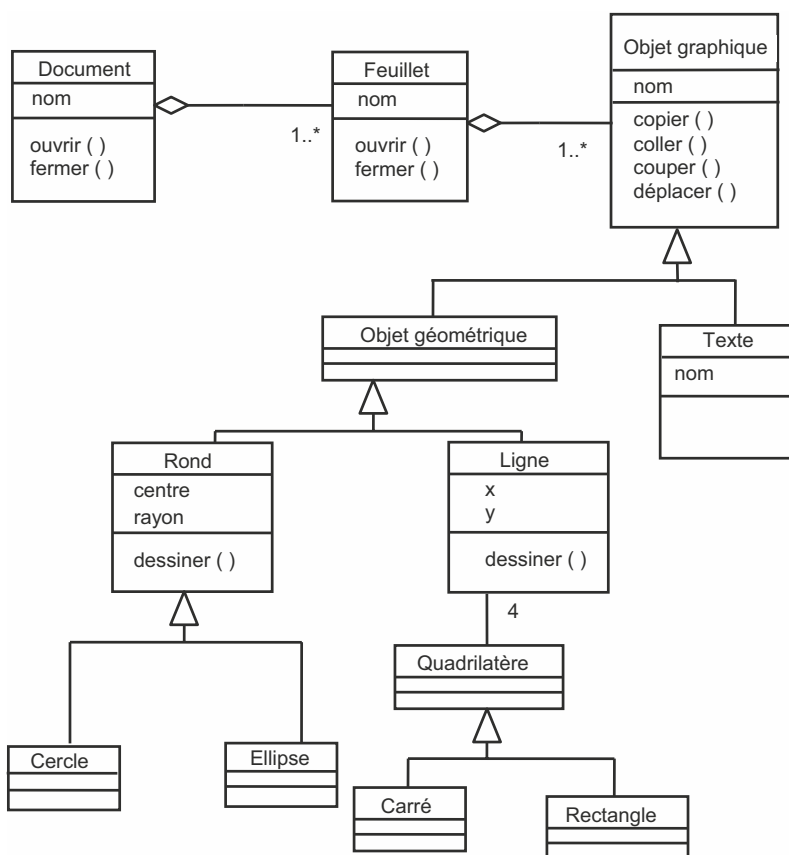 Document
nom
ouvrir ( )
fermer ( )
1..*
Feuillet
nom
ouvrir ( )
fermer ( )
1..*
Objet graphique
nom
copier ( )
coller ( )
couper ( )
déplacer ( )
Objet géométrique
Texte
nom
Rond
centre
rayon
dessiner ( )
Ligne
x
y
dessiner ( )
4
Quadrilatère
Cercle
Ellipse
Carré
Rectangle